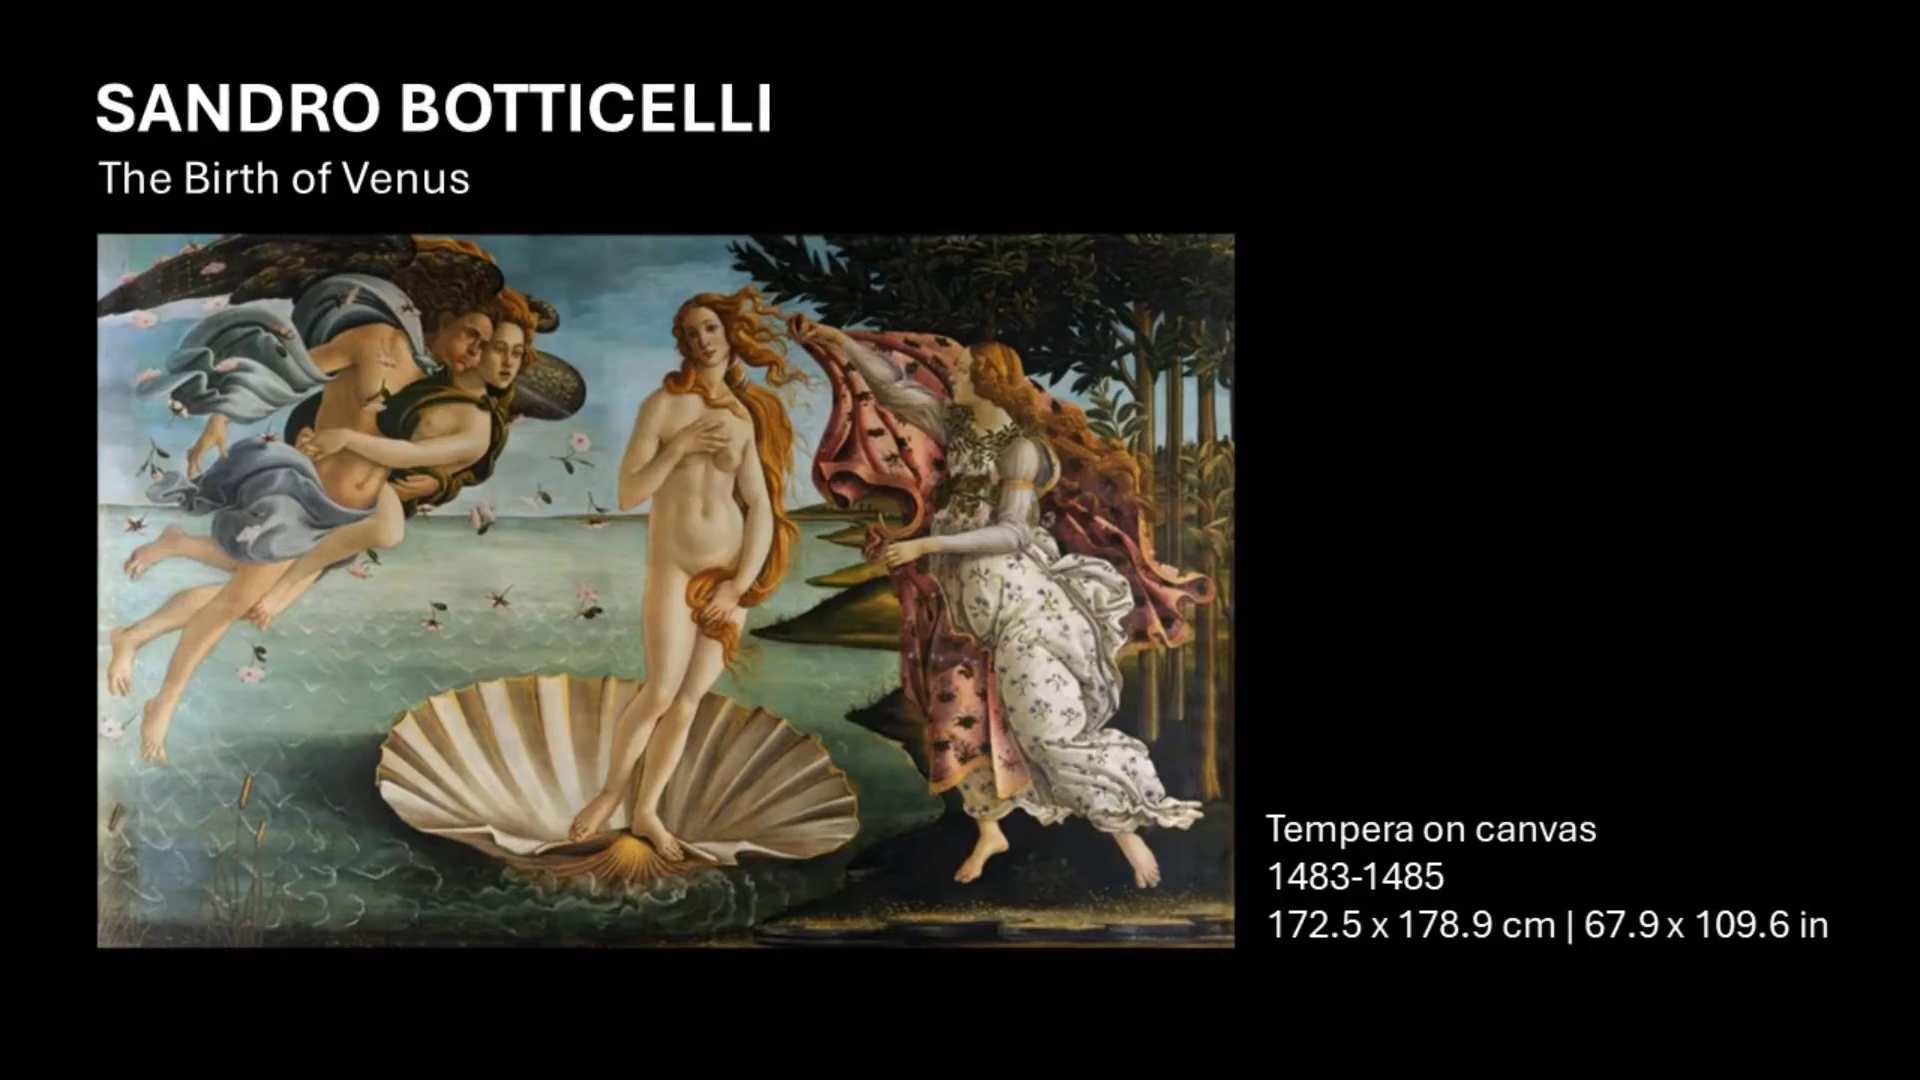 SANDRO BOTTICELLI
The Birth of Venus
Tempera on canvas
1483-1485
172.5 x 178.9 cm | 67.9 x 109.6 in